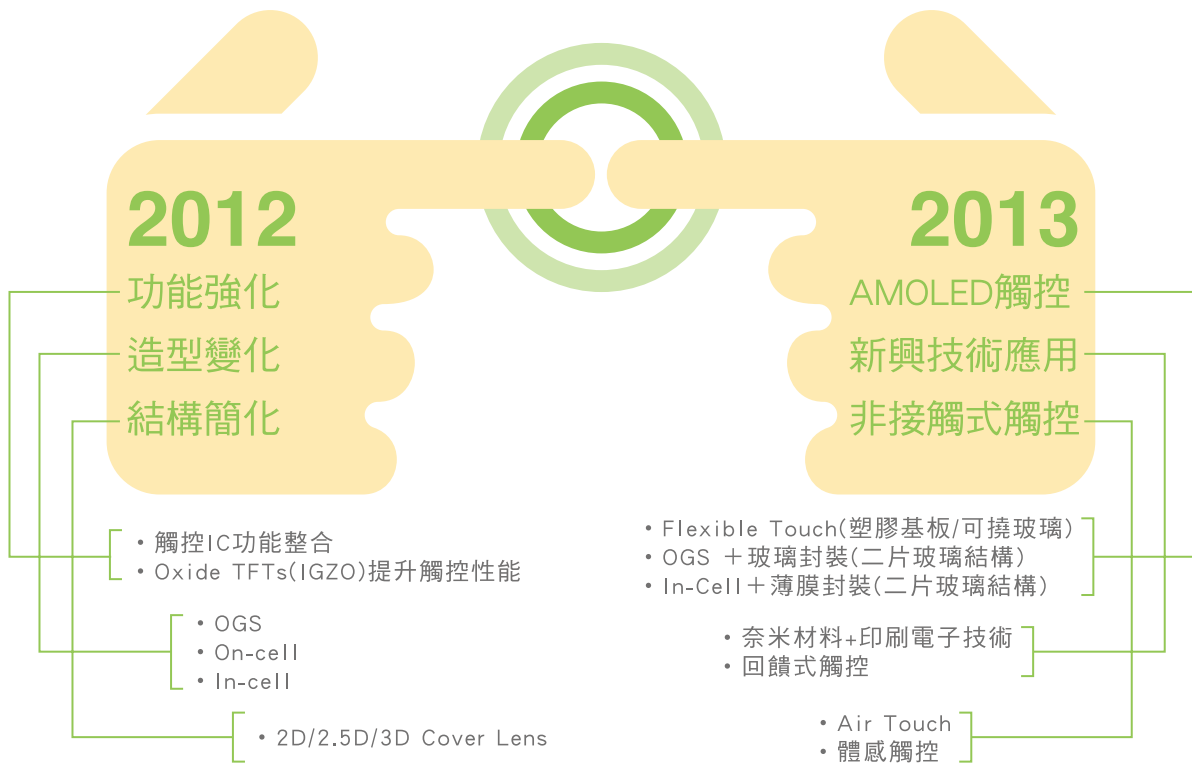 2012
功能強化
造型變化
結構簡化
2013
AMOLED觸控
新興技術應用
非接觸式觸控
• 觸控IC功能整合
• Oxide TFTs(IGZO)提升觸控性能
• OGS
• On-cell
• In-cell
• 2D/2.5D/3D Cover Lens
• Flexible Touch(塑膠基板/可撓玻璃)
• OGS +玻璃封裝(二片玻璃結構)
• In-Cell+薄膜封裝(二片玻璃結構)
• 奈米材料+印刷電子技術
• 回饋式觸控
• Air Touch
• 體感觸控